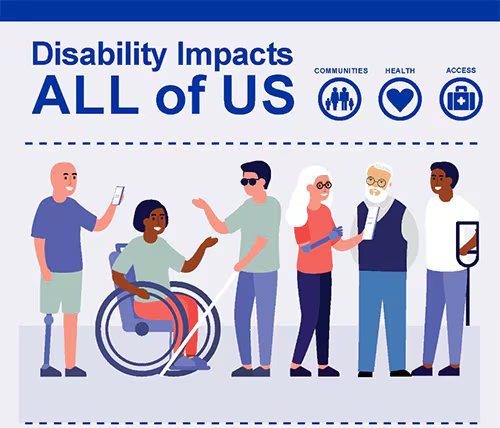 Disability Impacts
ALL of US
COMMUNITIES
HEALTH
ACCESS